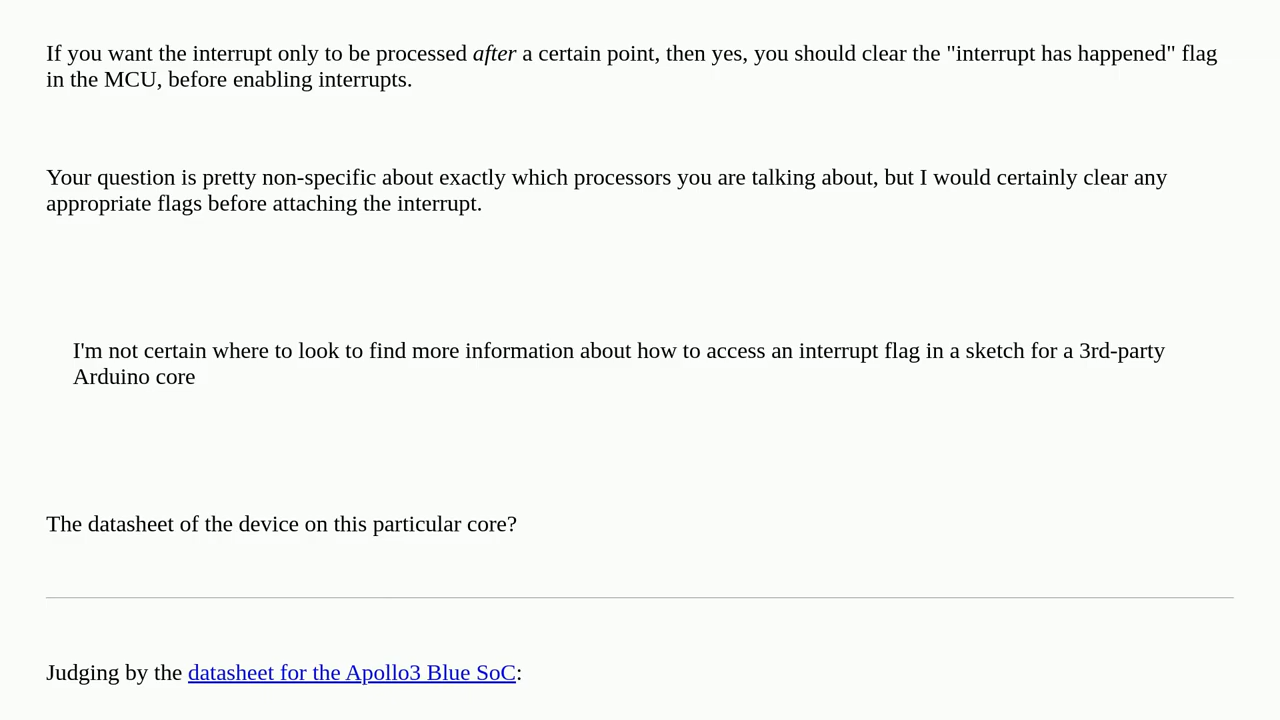 If you want the interrupt only to be processed after a certain point, then yes, you should clear the "interrupt has happened" flag
in the MCU, before enabling interrupts.
Your question is pretty non-specific about exactly which processors you are talking about, but I would certainly clear any
appropriate flags before attaching the interrupt.
I'm not certain where to look to find more information about how to access an interrupt flag in a sketch for a 3rd-party
Arduino core
The datasheet of the device on this particular core?
Judging by the datasheet for the Apollo3 Blue SoC: